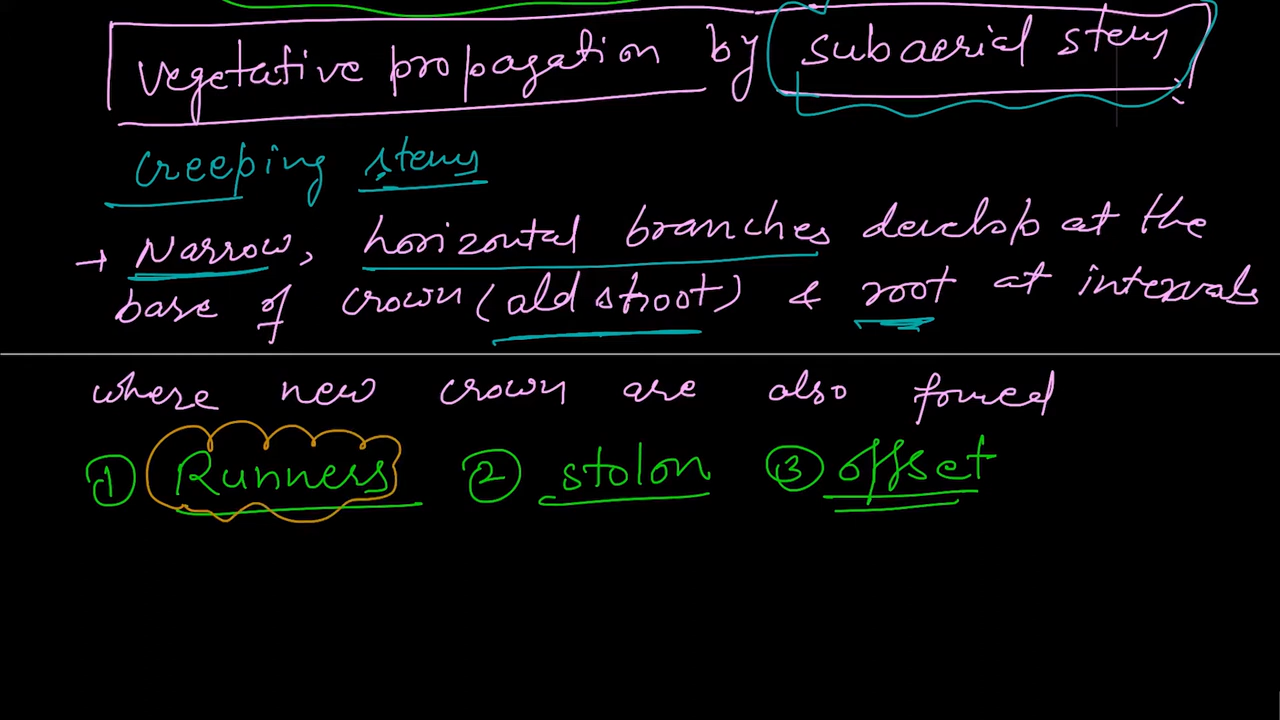 vegetative propagation by subaerial stem
creeping stems
→ Narrow, horizontal branches develop at the
base of crown (old shoot) & root at intervals
where new crown are also formed
① Runners ② stolon ③ offset